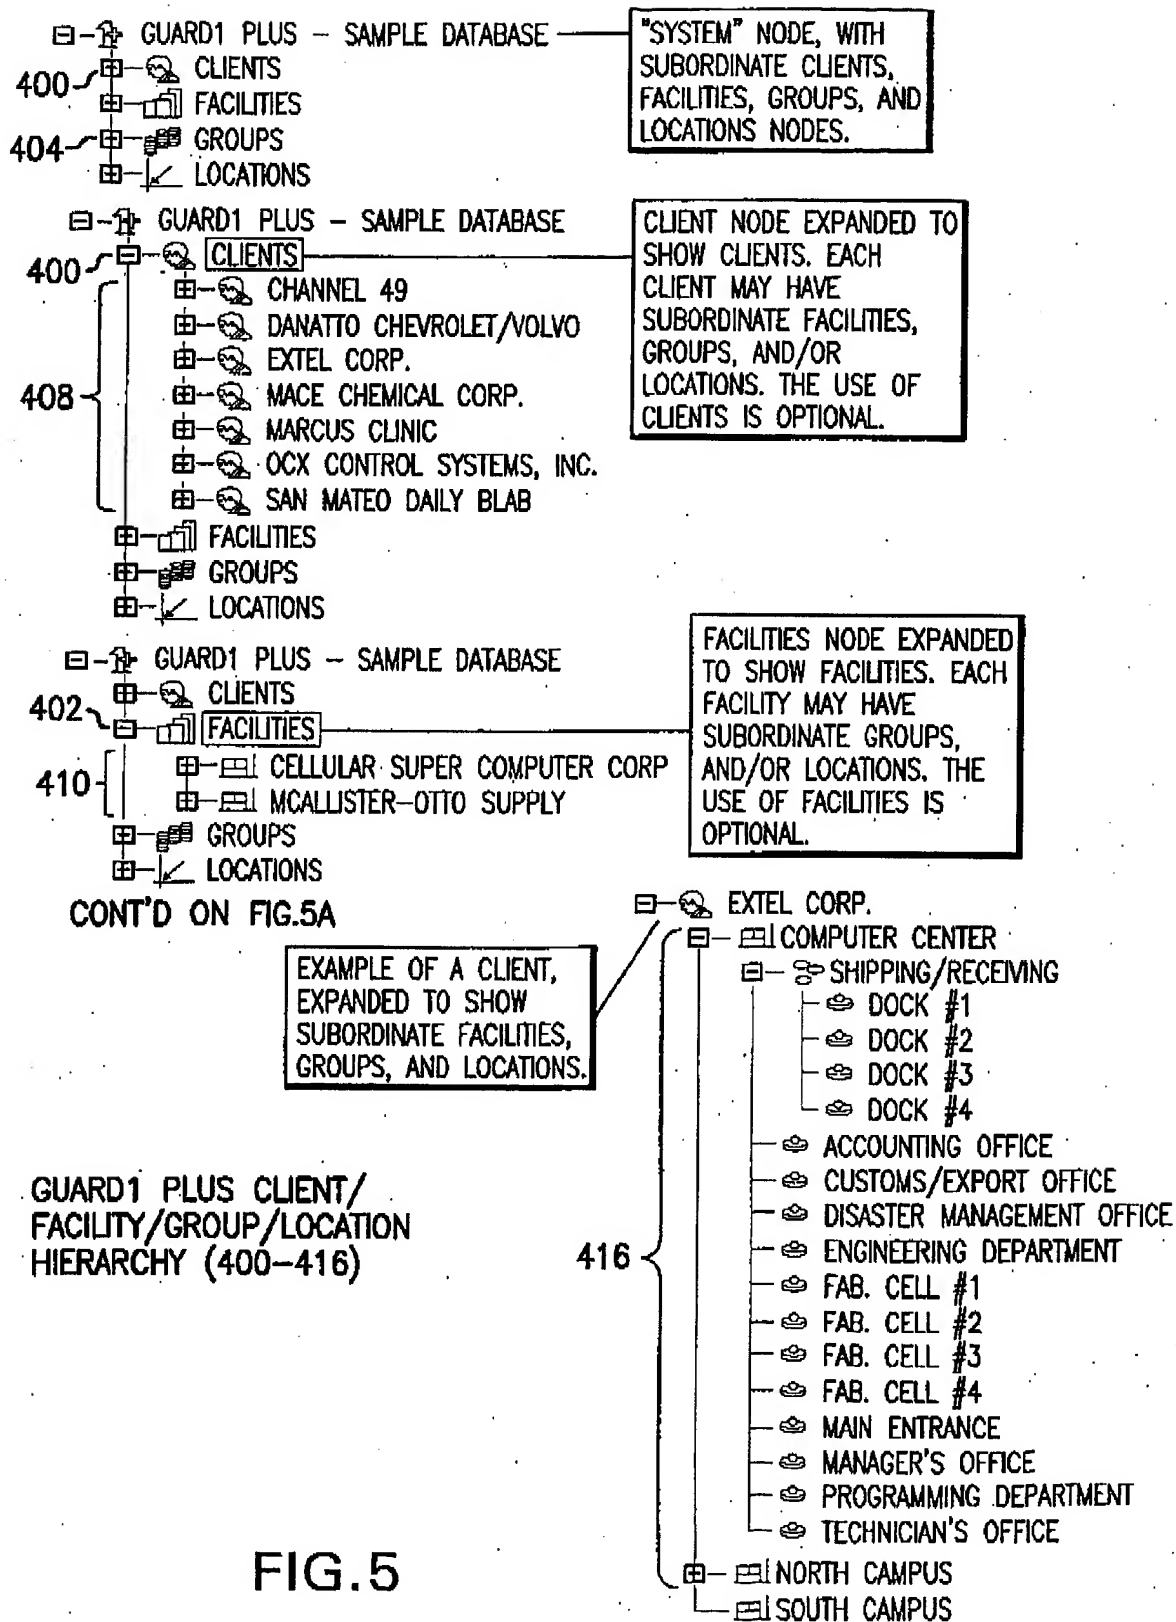 GUARD1 PLUS – SAMPLE DATABASE
400
CLIENTS
FACILITIES
404
GROUPS
LOCATIONS
"SYSTEM" NODE, WITH
SUBORDINATE CLIENTS,
FACILITIES, GROUPS, AND
LOCATIONS NODES.
GUARD1 PLUS – SAMPLE DATABASE
400
CLIENTS
408
CHANNEL 49
DANATTO CHEVROLET/VOLVO
EXTEL CORP.
MACE CHEMICAL CORP.
MARCUS CLINIC
OCX CONTROL SYSTEMS, INC.
SAN MATEO DAILY BLAB
FACILITIES
GROUPS
LOCATIONS
CLIENT NODE EXPANDED TO
SHOW CLIENTS. EACH
CLIENT MAY HAVE
SUBORDINATE FACILITIES,
GROUPS, AND/OR
LOCATIONS. THE USE OF
CLIENTS IS OPTIONAL.
GUARD1 PLUS – SAMPLE DATABASE
CLIENTS
402
FACILITIES
410
CELLULAR SUPER COMPUTER CORP
MCALLISTER–OTTO SUPPLY
GROUPS
LOCATIONS
FACILITIES NODE EXPANDED
TO SHOW FACILITIES. EACH
FACILITY MAY HAVE
SUBORDINATE GROUPS,
AND/OR LOCATIONS. THE
USE OF FACILITIES IS
OPTIONAL.
CONT'D ON FIG.5A
EXAMPLE OF A CLIENT,
EXPANDED TO SHOW
SUBORDINATE FACILITIES,
GROUPS, AND LOCATIONS.
EXTEL CORP.
COMPUTER CENTER
SHIPPING/RECEIVING
DOCK #1
DOCK #2
DOCK #3
DOCK #4
ACCOUNTING OFFICE
CUSTOMS/EXPORT OFFICE
DISASTER MANAGEMENT OFFICE
ENGINEERING DEPARTMENT
416
FAB. CELL #1
FAB. CELL #2
FAB. CELL #3
FAB. CELL #4
MAIN ENTRANCE
MANAGER'S OFFICE
PROGRAMMING DEPARTMENT
TECHNICIAN'S OFFICE
NORTH CAMPUS
SOUTH CAMPUS
GUARD1 PLUS CLIENT/
FACILITY/GROUP/LOCATION
HIERARCHY (400–416)
FIG.5